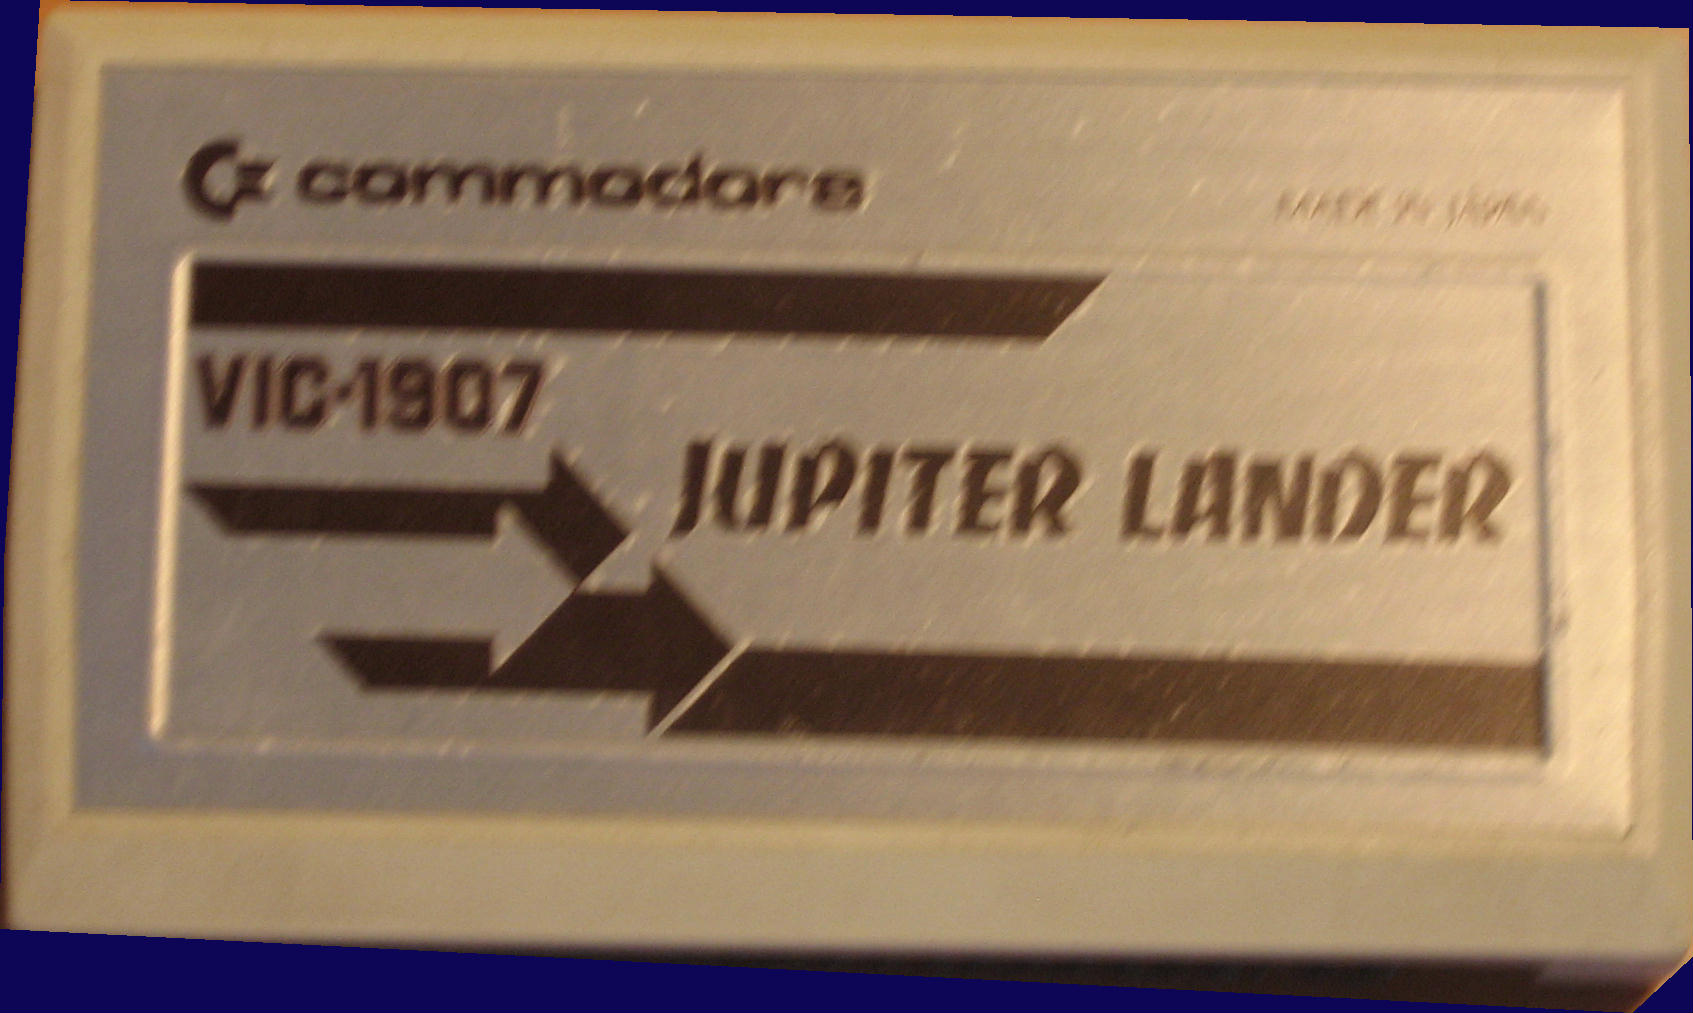 commodore
MADE IN JAPAN
VIC-1907
JUPITER LANDER